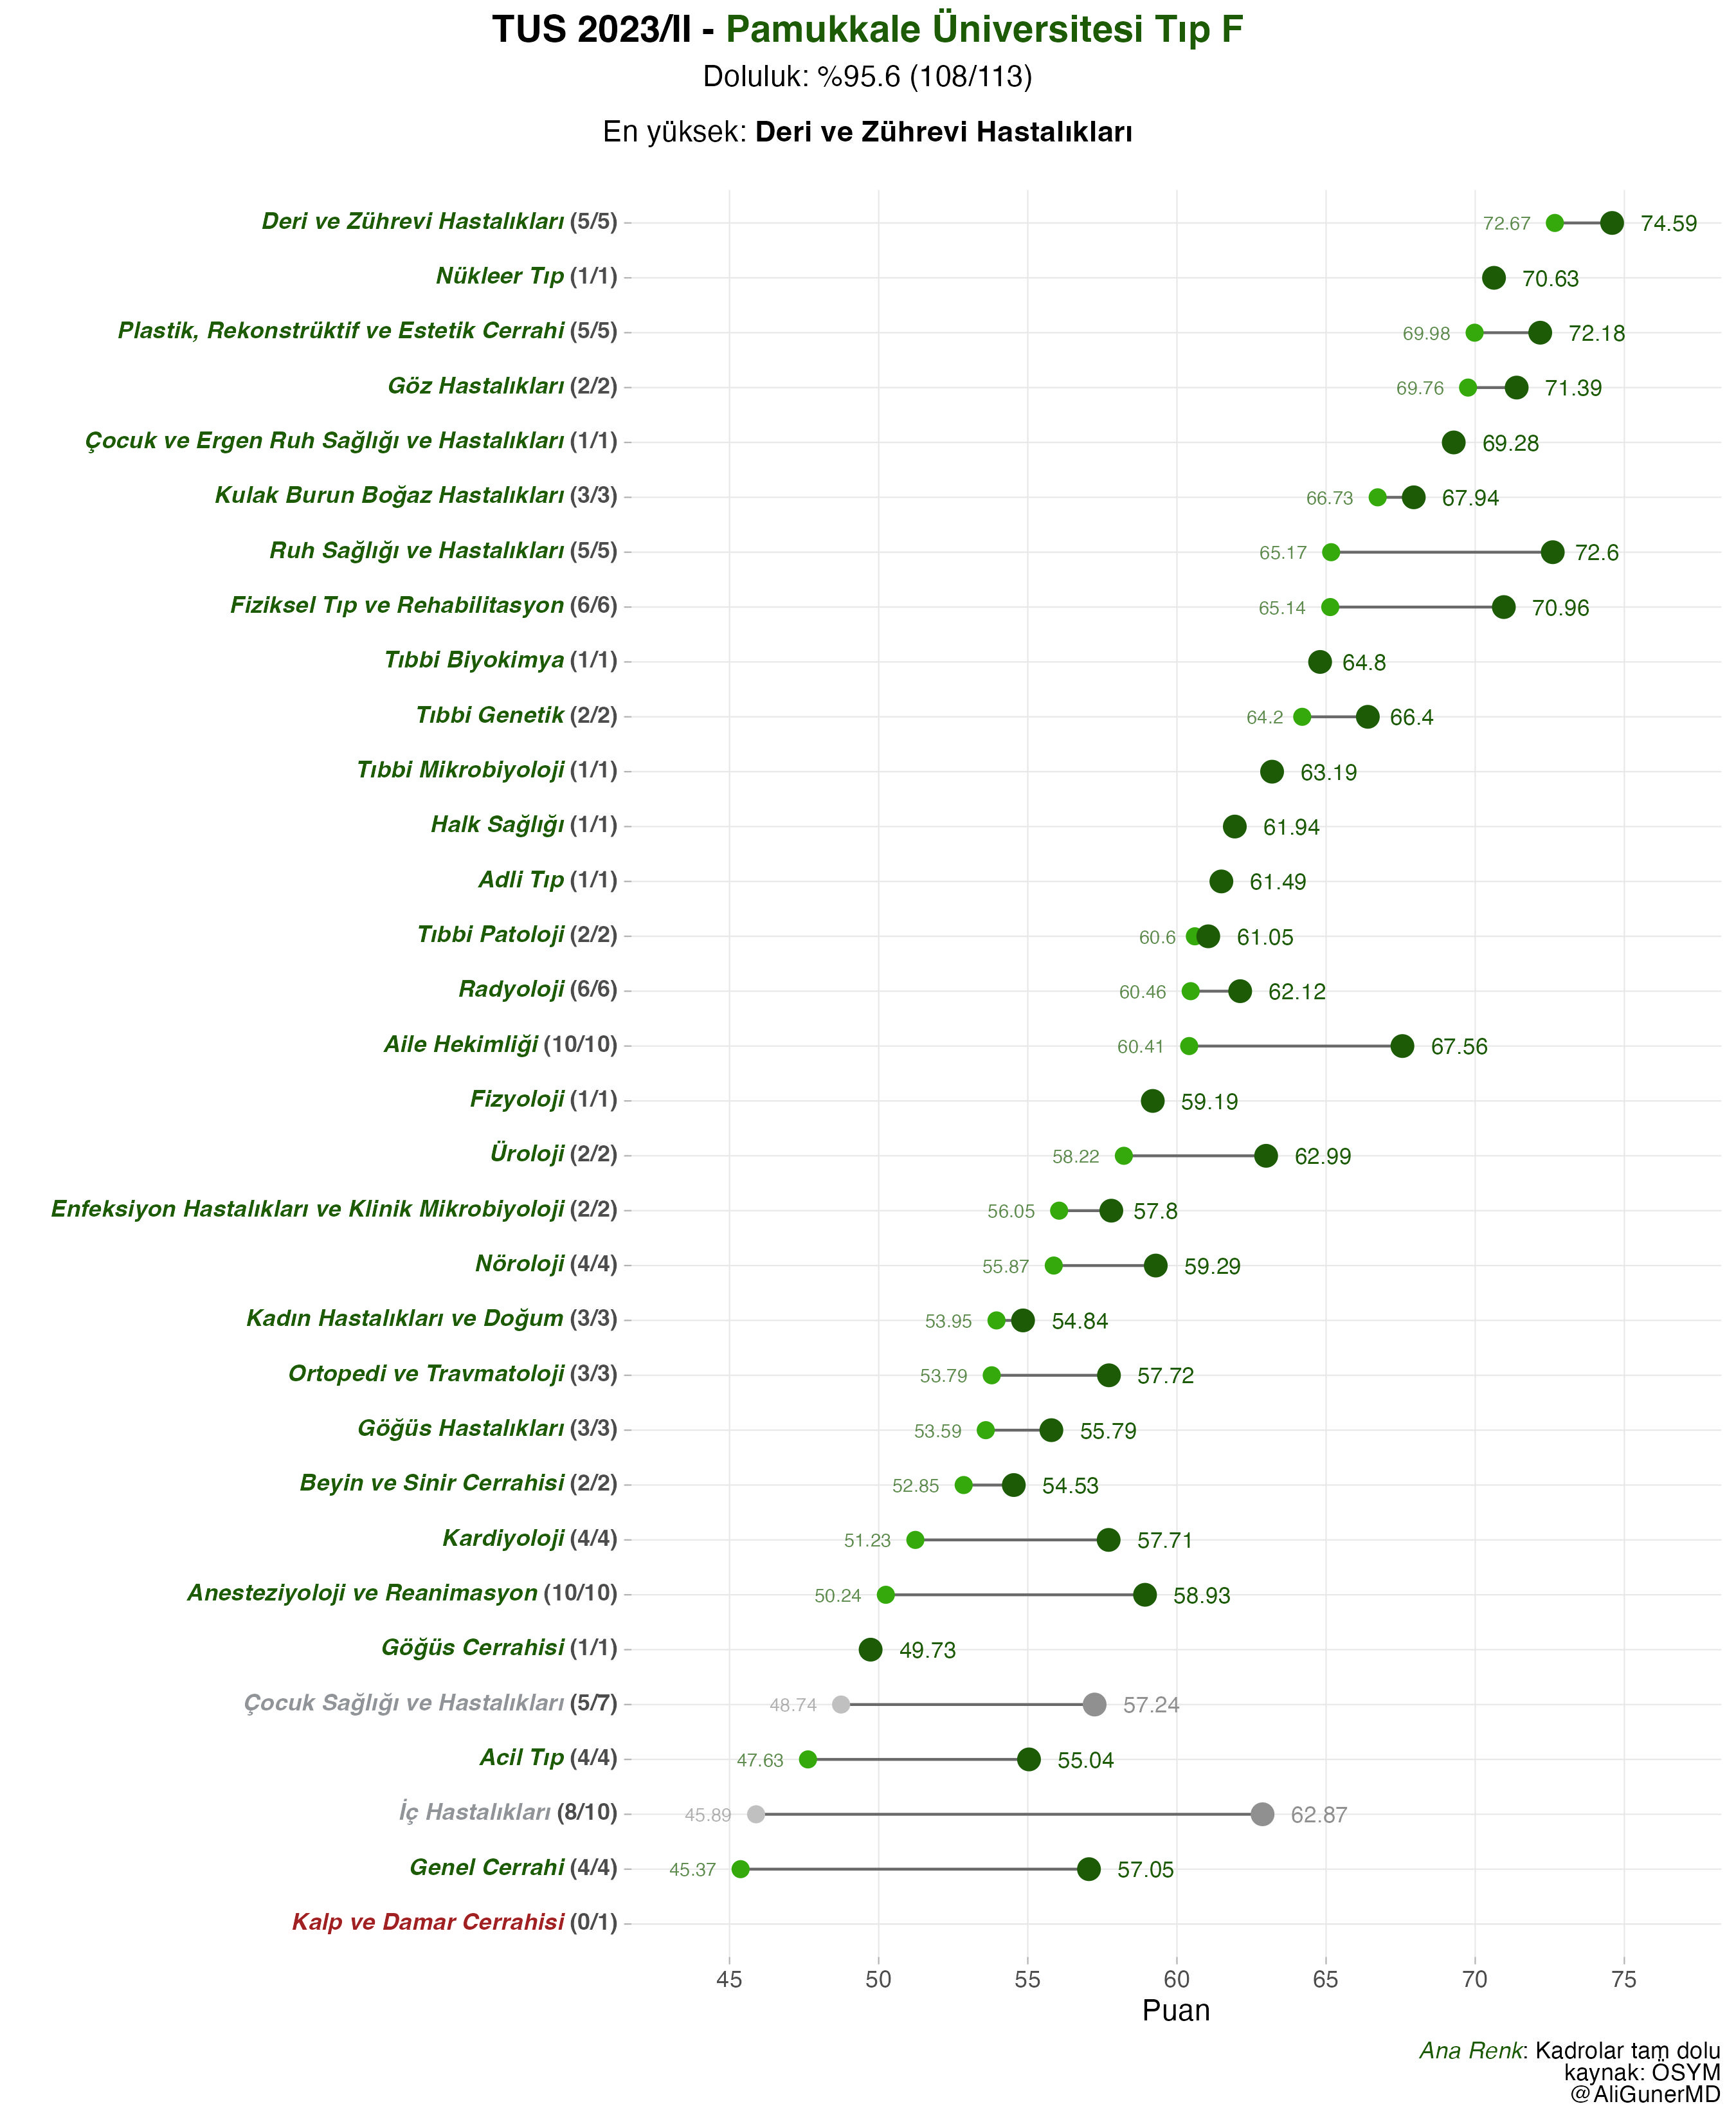 TUS 2023/II - Pamukkale Üniversitesi Tıp F
Doluluk: %95.6 (108/113)
En yüksek: Deri ve Zührevi Hastalıkları
Deri ve Zührevi Hastalıkları (5/5) 72.67 74.59
Nükleer Tıp (1/1) 70.63
Plastik, Rekonstrüktif ve Estetik Cerrahi (5/5) 69.98 72.18
Göz Hastalıkları (2/2) 69.76 71.39
Çocuk ve Ergen Ruh Sağlığı ve Hastalıkları (1/1) 69.28
Kulak Burun Boğaz Hastalıkları (3/3) 66.73 67.94
Ruh Sağlığı ve Hastalıkları (5/5) 65.17 72.6
Fiziksel Tıp ve Rehabilitasyon (6/6) 65.14 70.96
Tıbbi Biyokimya (1/1) 64.8
Tıbbi Genetik (2/2) 64.2 66.4
Tıbbi Mikrobiyoloji (1/1) 63.19
Halk Sağlığı (1/1) 61.94
Adli Tıp (1/1) 61.49
Tıbbi Patoloji (2/2) 60.6 61.05
Radyoloji (6/6) 60.46 62.12
Aile Hekimliği (10/10) 60.41 67.56
Fizyoloji (1/1) 59.19
Üroloji (2/2) 58.22 62.99
Enfeksiyon Hastalıkları ve Klinik Mikrobiyoloji (2/2) 56.05 57.8
Nöroloji (4/4) 55.87 59.29
Kadın Hastalıkları ve Doğum (3/3) 53.95 54.84
Ortopedi ve Travmatoloji (3/3) 53.79 57.72
Göğüs Hastalıkları (3/3) 53.59 55.79
Beyin ve Sinir Cerrahisi (2/2) 52.85 54.53
Kardiyoloji (4/4) 51.23 57.71
Anesteziyoloji ve Reanimasyon (10/10) 50.24 58.93
Göğüs Cerrahisi (1/1) 49.73
Çocuk Sağlığı ve Hastalıkları (5/7) 48.74 57.24
Acil Tıp (4/4) 47.63 55.04
İç Hastalıkları (8/10) 45.89 62.87
Genel Cerrahi (4/4) 45.37 57.05
Kalp ve Damar Cerrahisi (0/1)
45 50 55 60 65 70 75
Puan
Ana Renk: Kadrolar tam dolu
kaynak: ÖSYM
@AliGunerMD